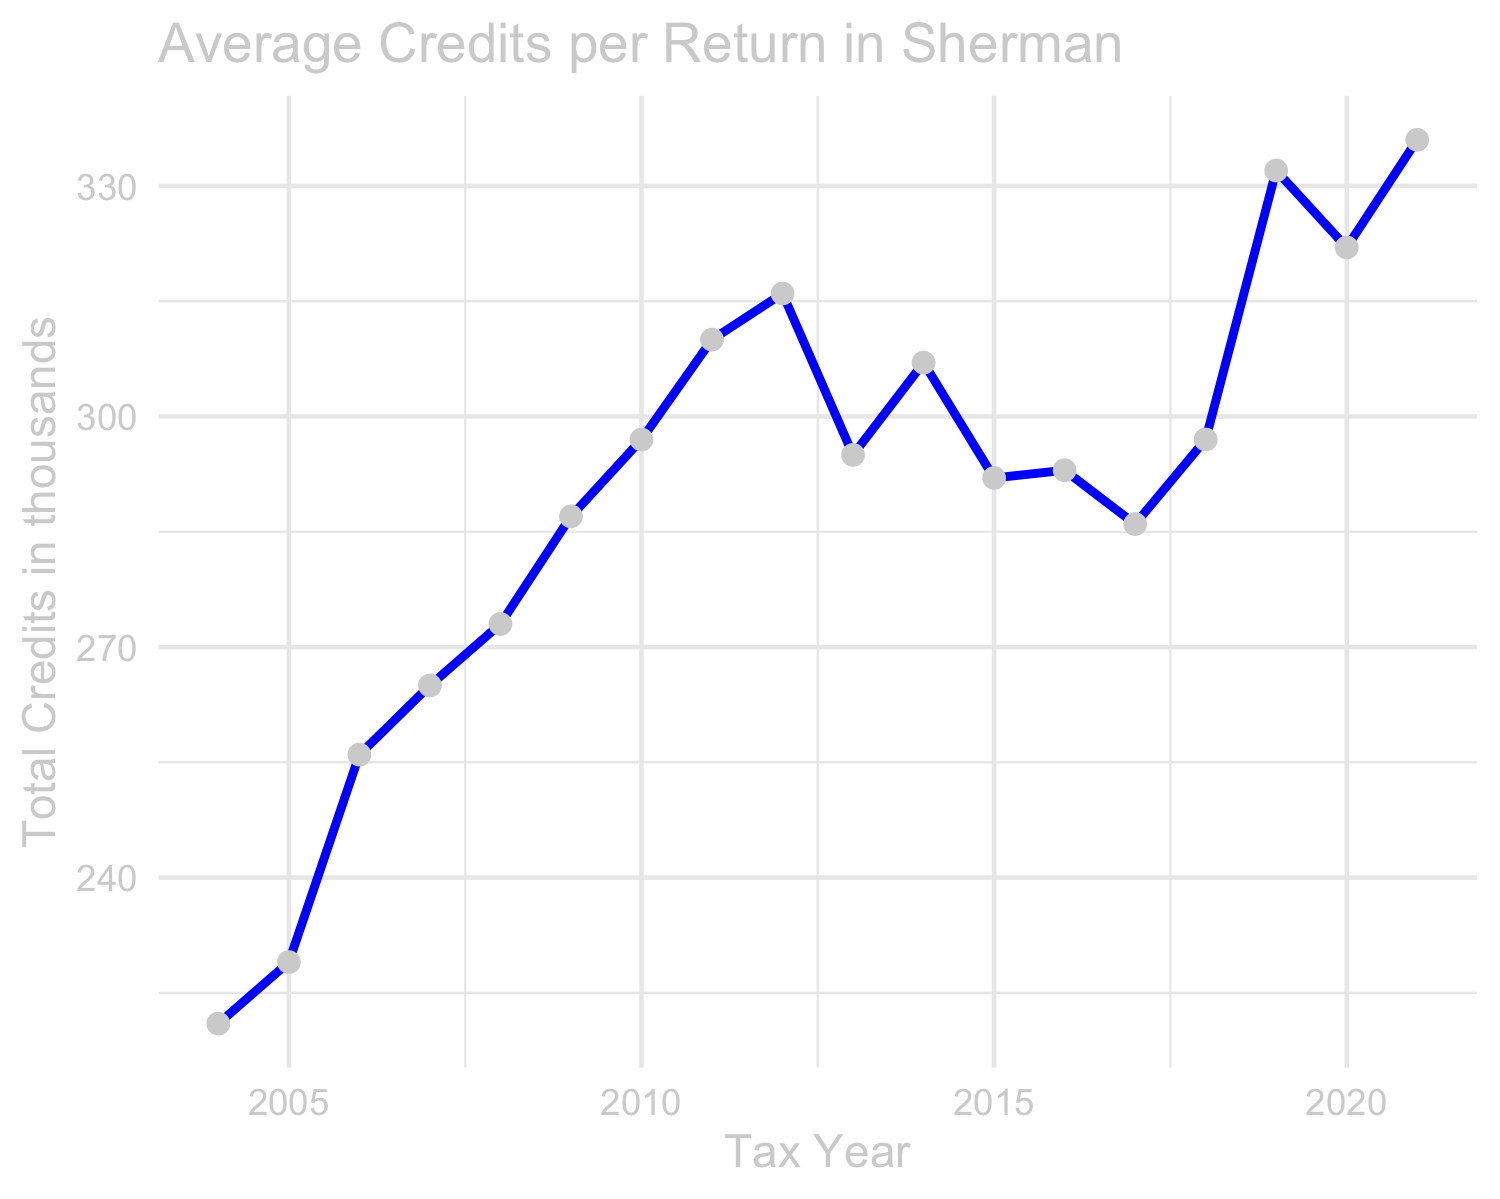 Average Credits per Return in Sherman
Total Credits in thousands
330
300
270
240
2005 2010 2015 2020
Tax Year